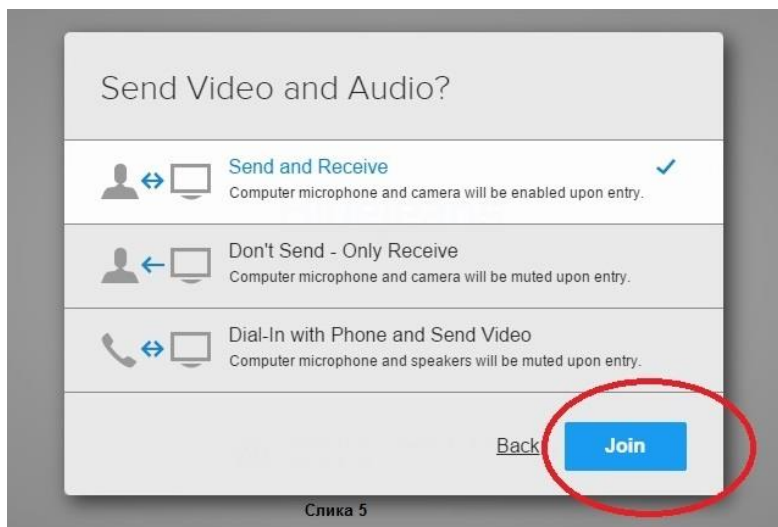 Send Video and Audio?
Send and Receive
Computer microphone and camera will be enabled upon entry.
Don't Send - Only Receive
Computer microphone and camera will be muted upon entry.
Dial-In with Phone and Send Video
Computer microphone and speakers will be muted upon entry.
Back Join
Слика 5